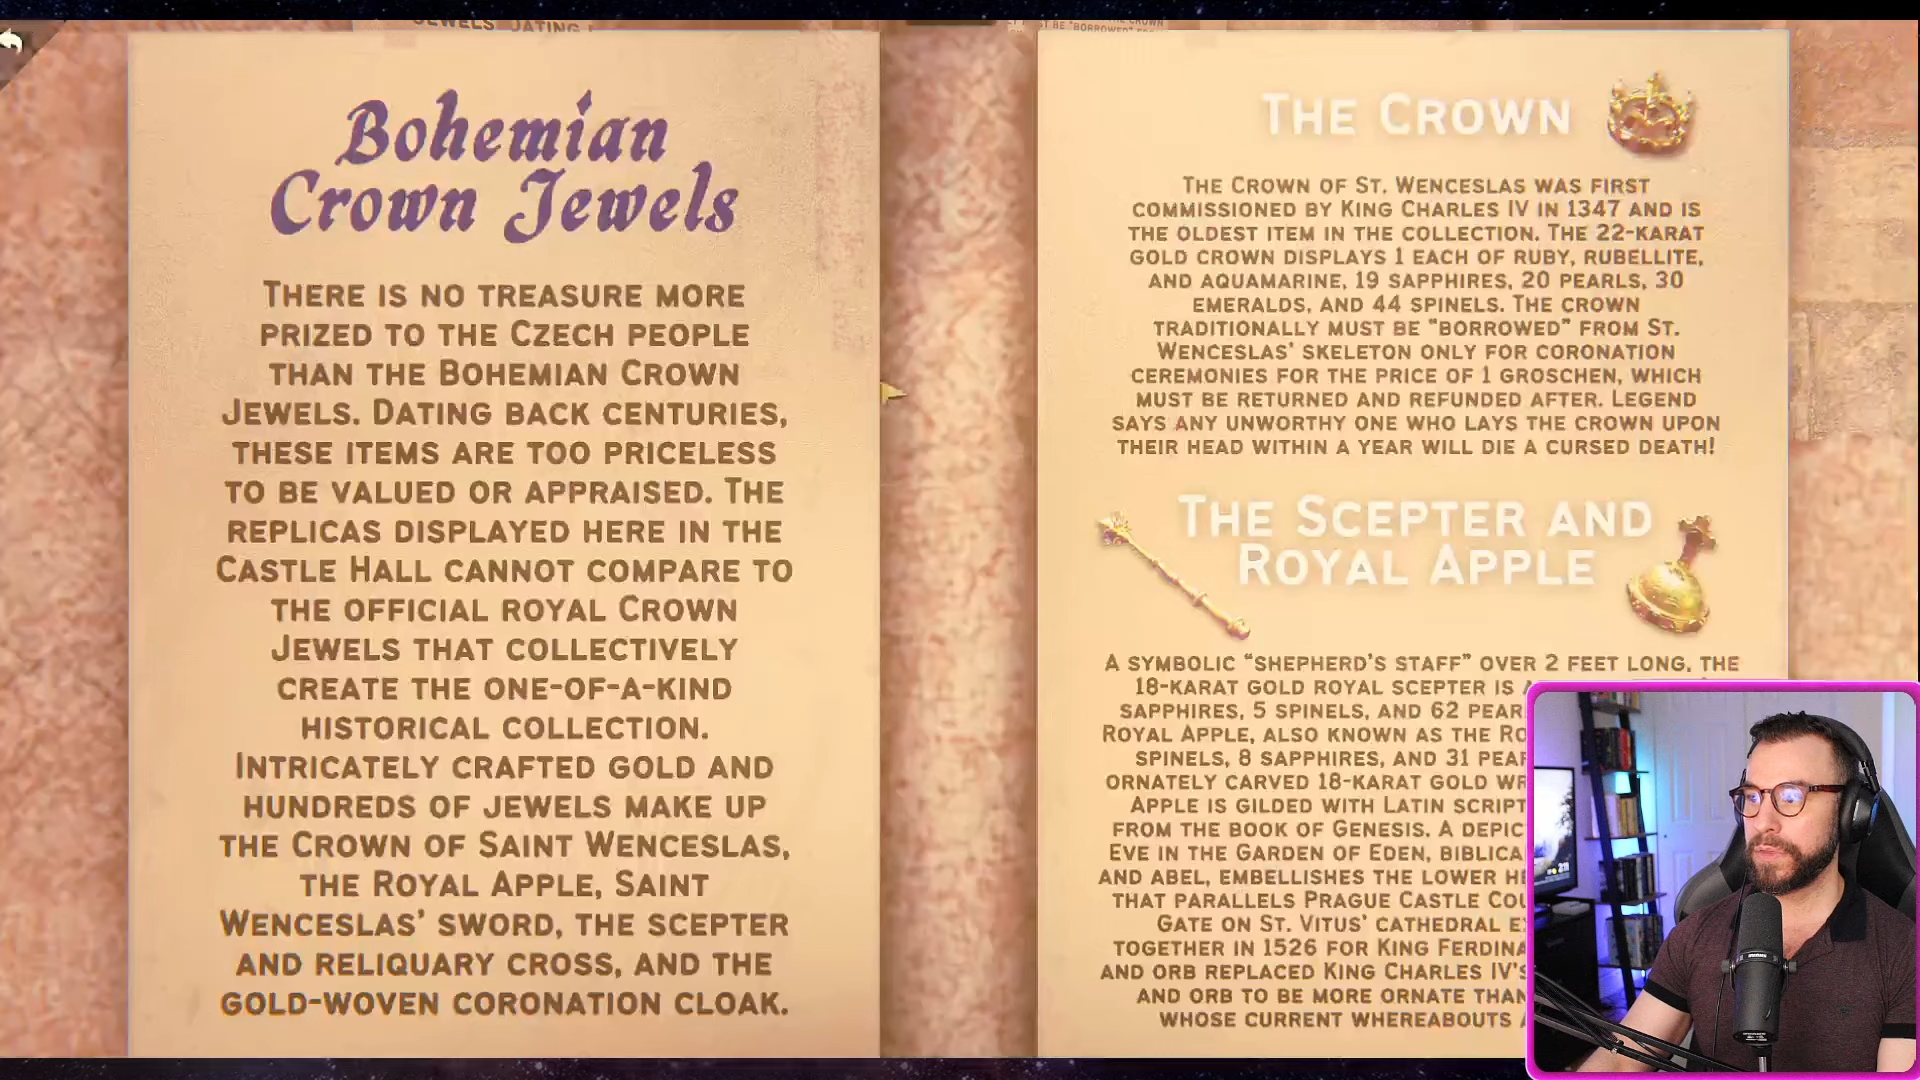 Bohemian
Crown Jewels
THERE IS NO TREASURE MORE
PRIZED TO THE CZECH PEOPLE
THAN THE BOHEMIAN CROWN
JEWELS. DATING BACK CENTURIES,
THESE ITEMS ARE TOO PRICELESS
TO BE VALUED OR APPRAISED. THE
REPLICAS DISPLAYED HERE IN THE
CASTLE HALL CANNOT COMPARE TO
THE OFFICIAL ROYAL CROWN
JEWELS THAT COLLECTIVELY
CREATE THE ONE-OF-A-KIND
HISTORICAL COLLECTION.
INTRICATELY CRAFTED GOLD AND
HUNDREDS OF JEWELS MAKE UP
THE CROWN OF SAINT WENCESLAS,
THE ROYAL APPLE, SAINT
WENCESLAS' SWORD, THE SCEPTER
AND RELIQUARY CROSS, AND THE
GOLD-WOVEN CORONATION CLOAK.
THE CROWN
THE CROWN OF ST. WENCESLAS WAS FIRST
COMMISSIONED BY KING CHARLES IV IN 1347 AND IS
THE OLDEST ITEM IN THE COLLECTION. THE 22-KARAT
GOLD CROWN DISPLAYS 1 EACH OF RUBY, RUBELLITE,
AND AQUAMARINE, 19 SAPPHIRES, 20 PEARLS, 30
EMERALDS, AND 44 SPINELS. THE CROWN
TRADITIONALLY MUST BE "BORROWED" FROM ST.
WENCESLAS' SKELETON ONLY FOR CORONATION
CEREMONIES FOR THE PRICE OF 1 GROSCHEN, WHICH
MUST BE RETURNED AND REFUNDED AFTER. LEGEND
SAYS ANY UNWORTHY ONE WHO LAYS THE CROWN UPON
THEIR HEAD WITHIN A YEAR WILL DIE A CURSED DEATH!
THE SCEPTER AND
ROYAL APPLE
A SYMBOLIC "SHEPHERD'S STAFF" OVER 2 FEET LONG, THE
18-KARAT GOLD ROYAL SCEPTER IS
SAPPHIRES, 5 SPINELS, AND 62
ROYAL APPLE, ALSO KNOWN AS THE
SPINELS, 8 SAPPHIRES, AND 31
ORNATELY CARVED 18-KARAT GOLD
APPLE IS GILDED WITH LATIN SCRIPT
FROM THE BOOK OF GENESIS. A
EVE IN THE GARDEN OF EDEN,
AND ABEL, EMBELLISHES THE LOWER
THAT PARALLELS PRAGUE CASTLE
GATE ON ST. VITUS' CATHEDRAL
TOGETHER IN 1526 FOR KING
AND ORB REPLACED KING CHARLES IV'S
AND ORB TO BE MORE ORNATE THAN
WHOSE CURRENT WHEREABOUTS